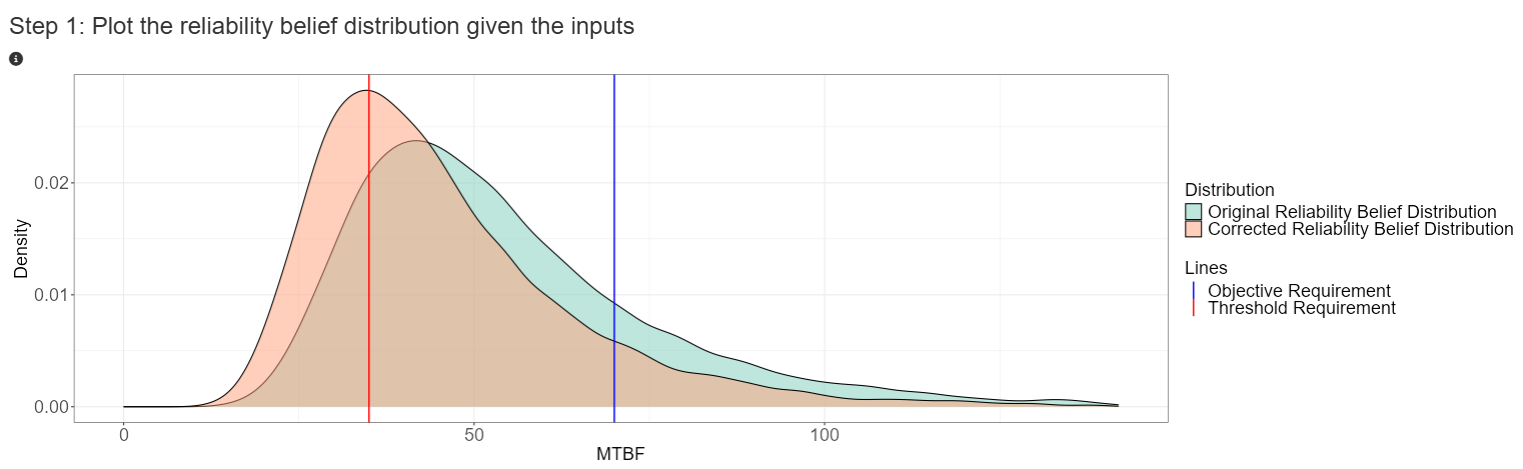 Step 1: Plot the reliability belief distribution given the inputs
i
Density
0.02
0.01
0.00
0
50
100
MTBF
Distribution
Original Reliability Belief Distribution
Corrected Reliability Belief Distribution
Lines
Objective Requirement
Threshold Requirement